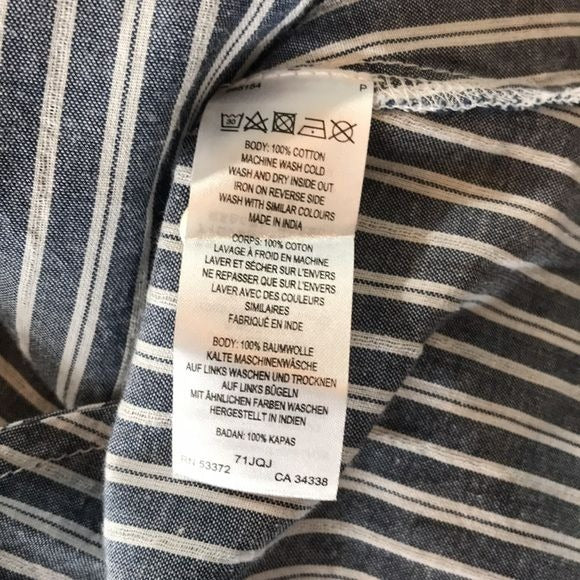 P
30
BODY: 100% COTTON
MACHINE WASH COLD
WASH AND DRY INSIDE OUT
IRON ON REVERSE SIDE
WASH WITH SIMILAR COLOURS
MADE IN INDIA
CORPS: 100% COTON
LAVAGE À FROID EN MACHINE
LAVER ET SÉCHER SUR L'ENVERS
NE REPASSER QUE SUR L'ENVERS
LAVER AVEC DES COULEURS
SIMILAIRES
FABRIQUÉ EN INDE
BODY: 100% BAUMWOLLE
KALTE MASCHINENWÄSCHE
AUF LINKS WASCHEN UND TROCKNEN
AUF LINKS BÜGELN
MIT ÄHNLICHEN FARBEN WASCHEN
HERGESTELLT IN INDIEN
BADAN: 100% KAPAS
71JQJ
RN 53372 CA 34338